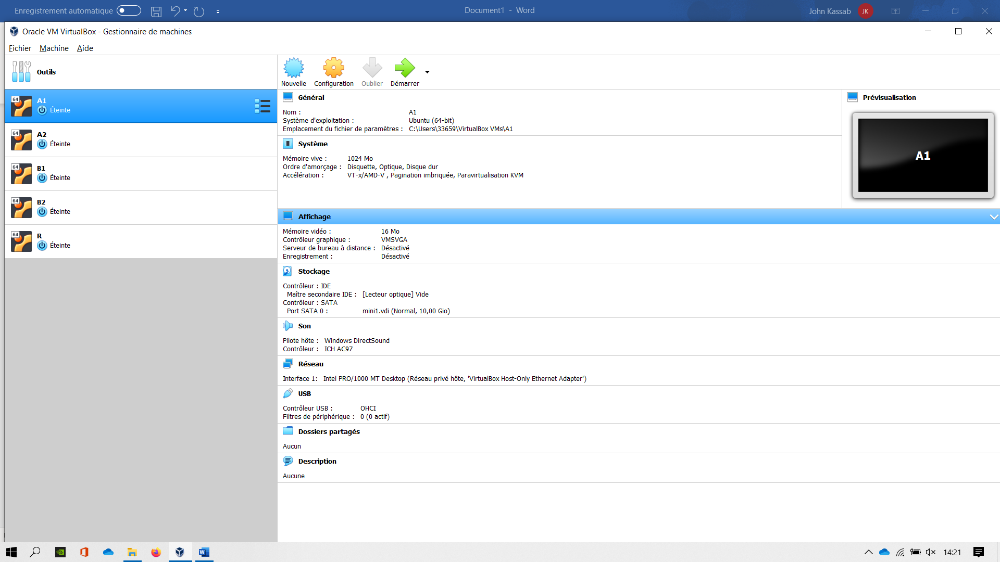 Enregistrement automatique
Document1 - Word
John Kassab
JK
Oracle VM VirtualBox - Gestionnaire de machines
Fichier Machine Aide
Outils
Nouvelle Configuration Oublier Démarrer
64 A1
Éteinte
64 A2
Éteinte
64 B1
Éteinte
64 B2
Éteinte
64 R
Éteinte
Général
Nom : A1
Système d'exploitation : Ubuntu (64-bit)
Emplacement du fichier de paramètres : C:\Users\33659\VirtualBox VMs\A1
Système
Mémoire vive : 1024 Mo
Ordre d'amorçage : Disquette, Optique, Disque dur
Accélération : VT-x/AMD-V , Pagination imbriquée, Paravirtualisation KVM
Prévisualisation
A1
Affichage
Mémoire vidéo : 16 Mo
Contrôleur graphique : VMSVGA
Serveur de bureau à distance : Désactivé
Enregistrement : Désactivé
Stockage
Contrôleur : IDE
Maître secondaire IDE : [Lecteur optique] Vide
Contrôleur : SATA
Port SATA 0 : mini1.vdi (Normal, 10,00 Gio)
Son
Pilote hôte : Windows DirectSound
Contrôleur : ICH AC97
Réseau
Interface 1: Intel PRO/1000 MT Desktop (Réseau privé hôte, 'VirtualBox Host-Only Ethernet Adapter')
USB
Contrôleur USB : OHCI
Filtres de périphérique : 0 (0 actif)
Dossiers partagés
Aucun
Description
Aucune
14:21